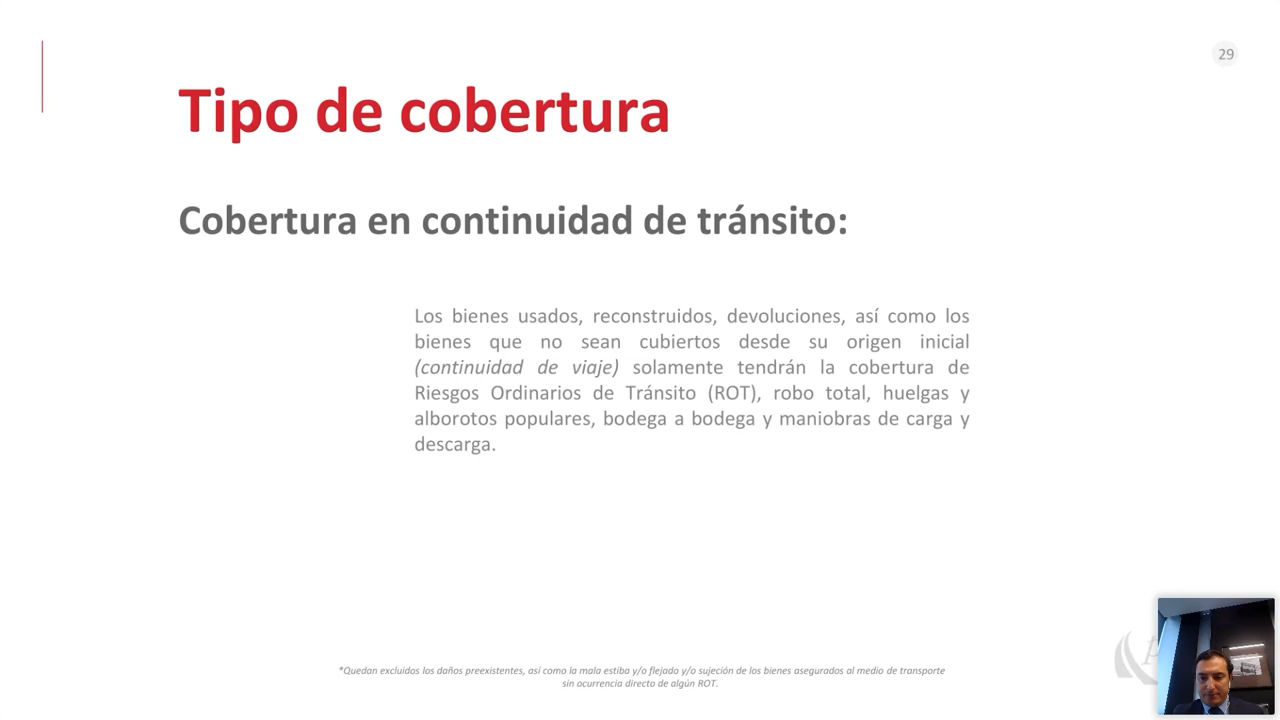 29
Tipo de cobertura
Cobertura en continuidad de tránsito:
Los bienes usados, reconstruidos, devoluciones, así como los
bienes que no sean cubiertos desde su origen inicial
(continuidad de viaje) solamente tendrán la cobertura de
Riesgos Ordinarios de Tránsito (ROT), robo total, huelgas y
alborotos populares, bodega a bodega y maniobras de carga y
descarga.
*Quedan excluidos los daños preexistentes, así como la mala estiba y/o flejado y/o sujeción de los bienes asegurados al medio de transporte
sin ocurrencia directo de algún ROT.